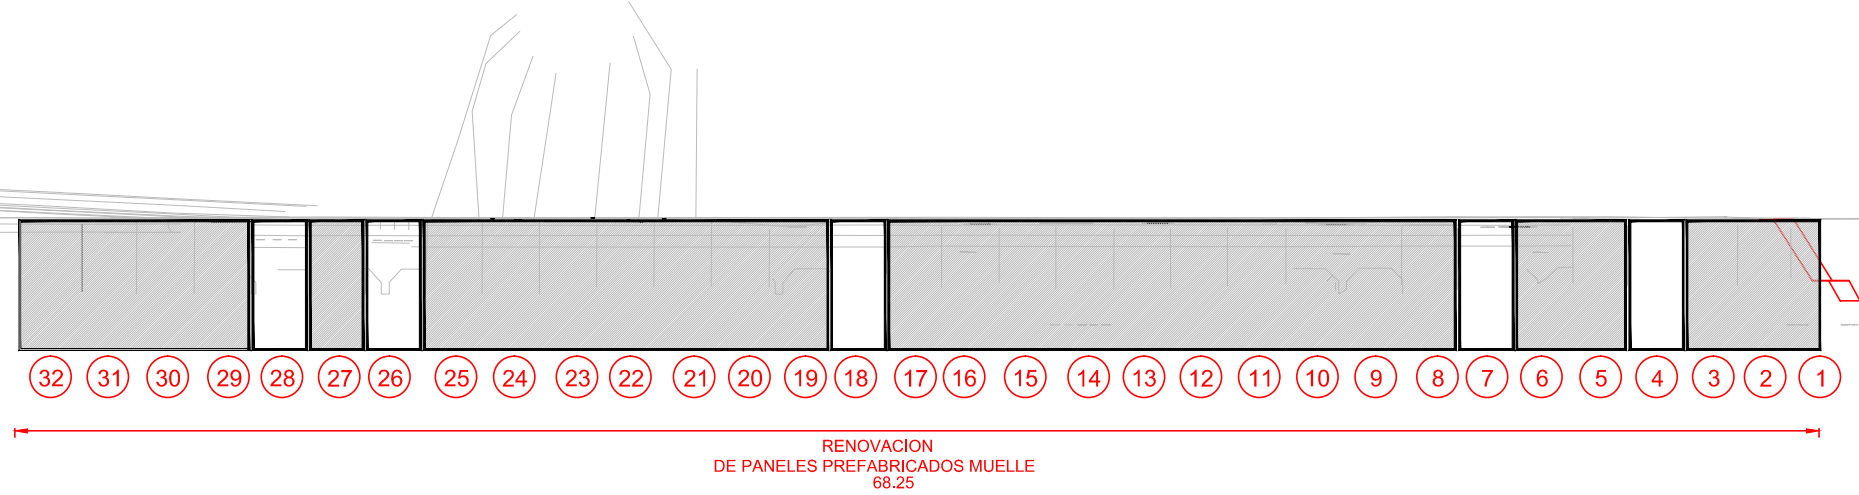 32 31 30 29 28 27 26 25 24 23 22 21 20 19 18 17 16 15 14 13 12 11 10 9 8 7 6 5 4 3 2 1
RENOVACION
DE PANELES PREFABRICADOS MUELLE
68.25